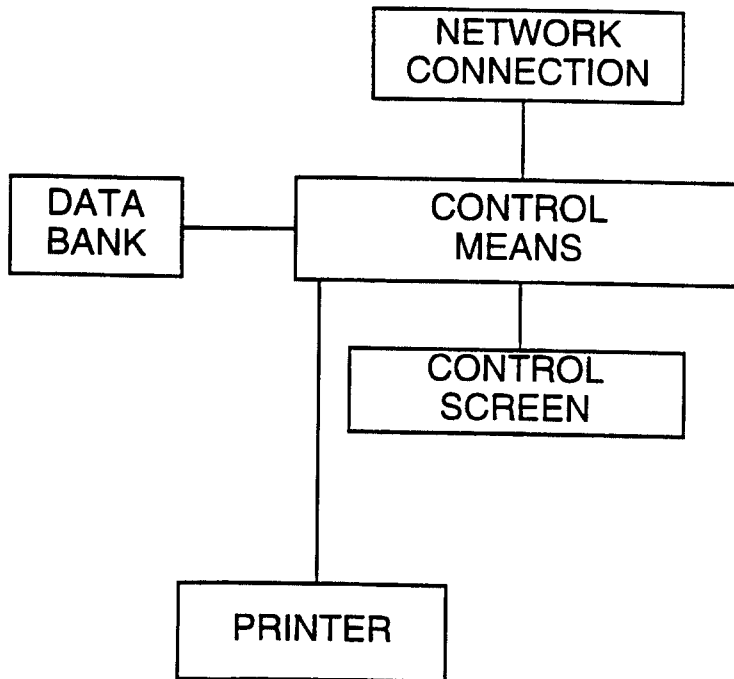 NETWORK
CONNECTION
DATA
BANK
CONTROL
MEANS
CONTROL
SCREEN
PRINTER